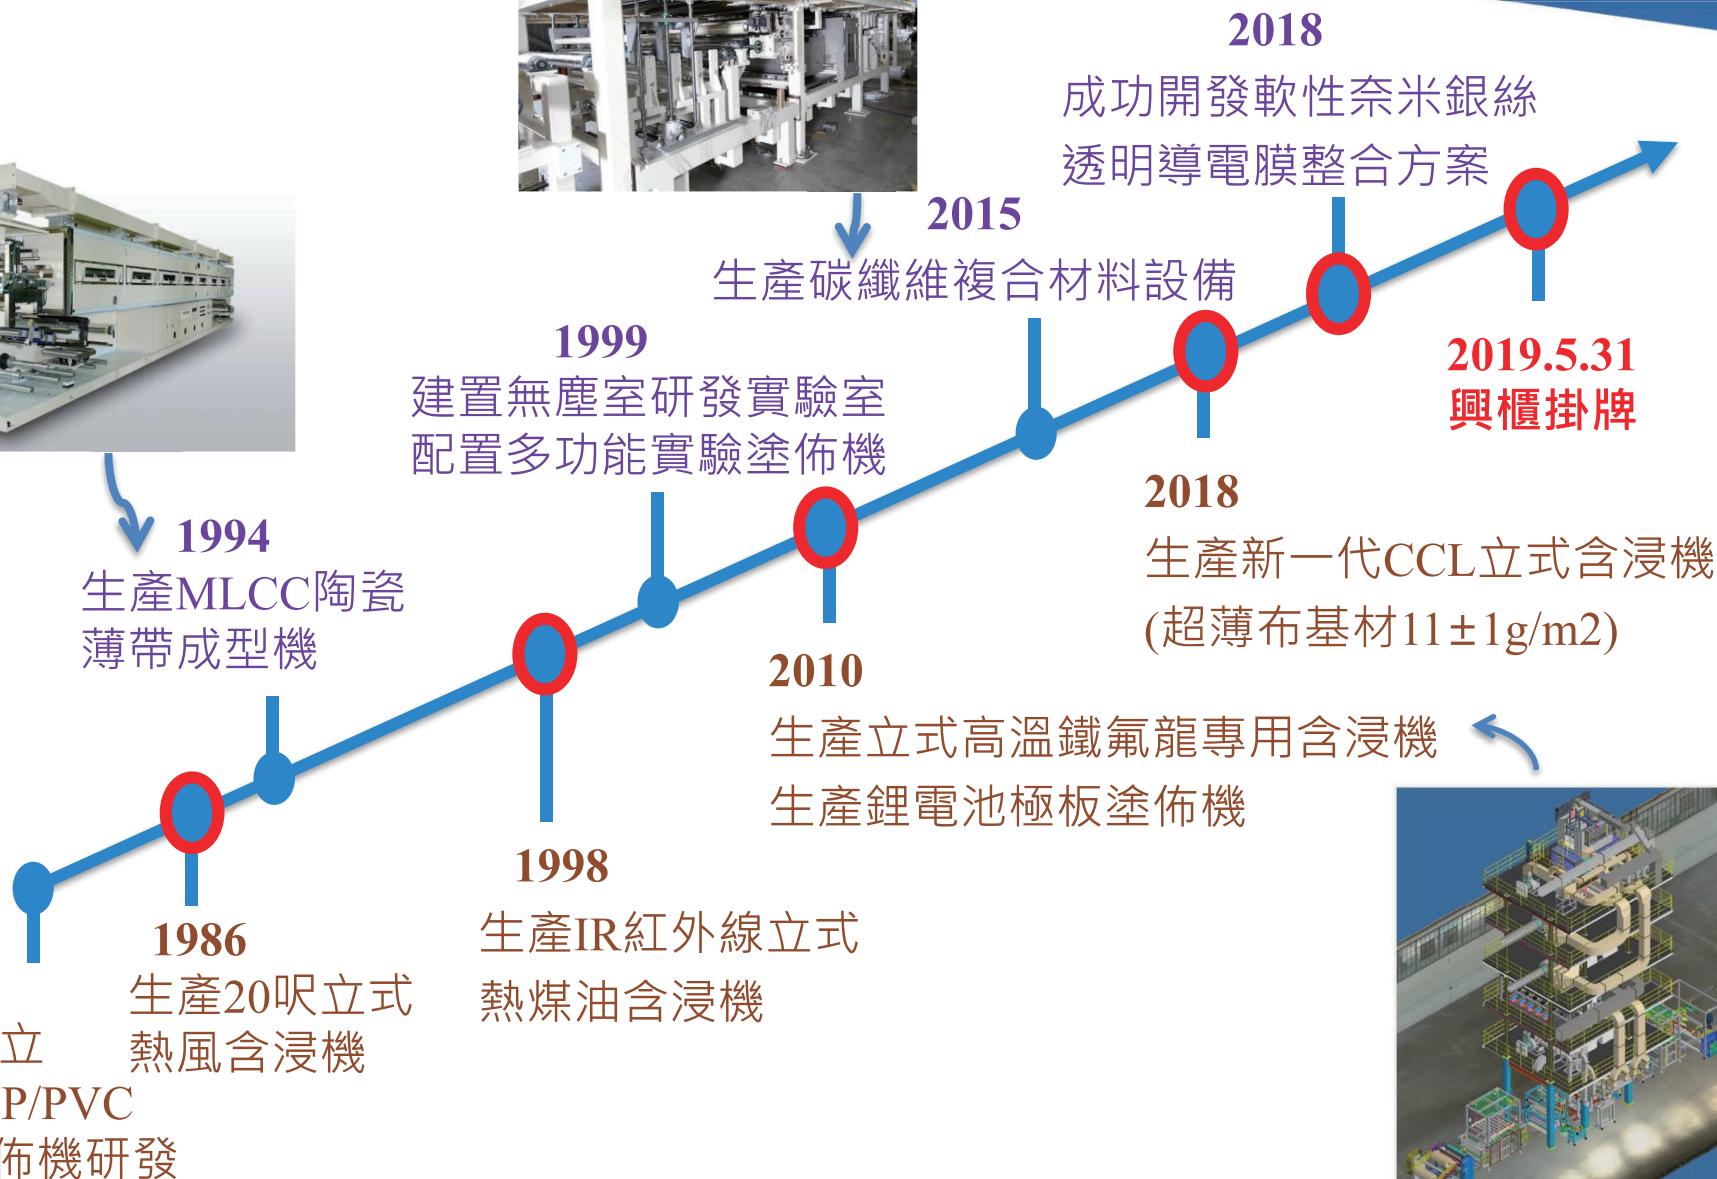 2018
成功開發軟性奈米銀絲
透明導電膜整合方案
2015
生產碳纖維複合材料設備
1999
建置無塵室研發實驗室
配置多功能實驗塗佈機
2019.5.31
興櫃掛牌
1994
生產MLCC陶瓷
薄帶成型機
2018
生產新一代CCL立式含浸機
(超薄布基材11±1g/m2)
2010
生產立式高溫鐵氟龍專用含浸機
生產鋰電池極板塗佈機
1998
生產IR紅外線立式
熱煤油含浸機
1986
生產20呎立式
熱風含浸機
立
P/PVC
佈機研發